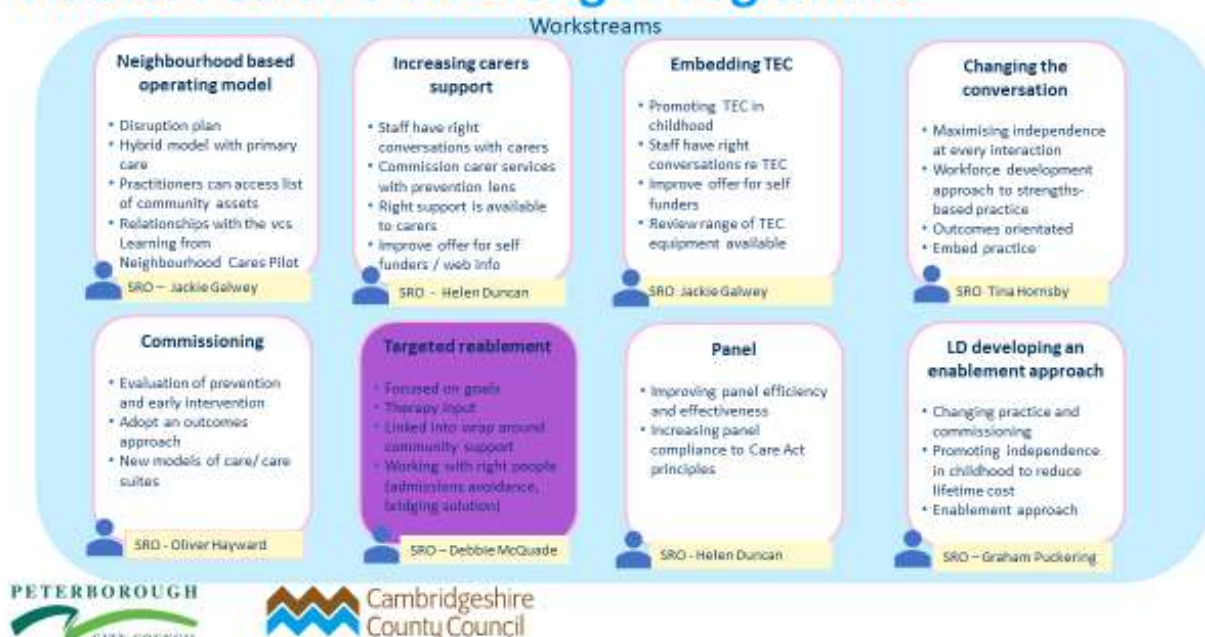 Workstreams
Neighbourhood based
operating model
• Disruption plan
• Hybrid model with primary
care
• Practitioners can access list
of community assets
• Relationships with the vcs
Learning from
Neighbourhood Cares Pilot
SRO – Jackie Galwey
Increasing carers
support
• Staff have right
conversations with carers
• Commission carer services
with prevention lens
• Right support is available
to carers
• Improve offer for self
funders / web info
SRO - Helen Duncan
Embedding TEC
• Promoting TEC in
childhood
• Staff have right
conversations re TEC
• Improve offer for self
funders
• Review range of TEC
equipment available
SRO Jackie Galwey
Changing the
conversation
• Maximising independence
at every interaction
• Workforce development
approach to strengths-
based practice
• Outcomes orientated
• Embed practice
SRO Tina Hornsby
Commissioning
• Evaluation of prevention
and early intervention
• Adopt an outcomes
approach
• New models of care/ care
suites
SRO - Oliver Hayward
Targeted reablement
• Focused on goals
• Therapy input
• Linked into wrap around
community support
• Working with right people
(admissions avoidance,
bridging solution)
SRO – Debbie McQuade
Panel
• Improving panel efficiency
and effectiveness
• Increasing panel
compliance to Care Act
principles
SRO - Helen Duncan
LD developing an
enablement approach
• Changing practice and
commissioning
• Promoting independence
in childhood to reduce
lifetime cost
• Enablement approach
SRO – Graham Puckering
PETERBOROUGH
CITY COUNCIL
Cambridgeshire
County Council